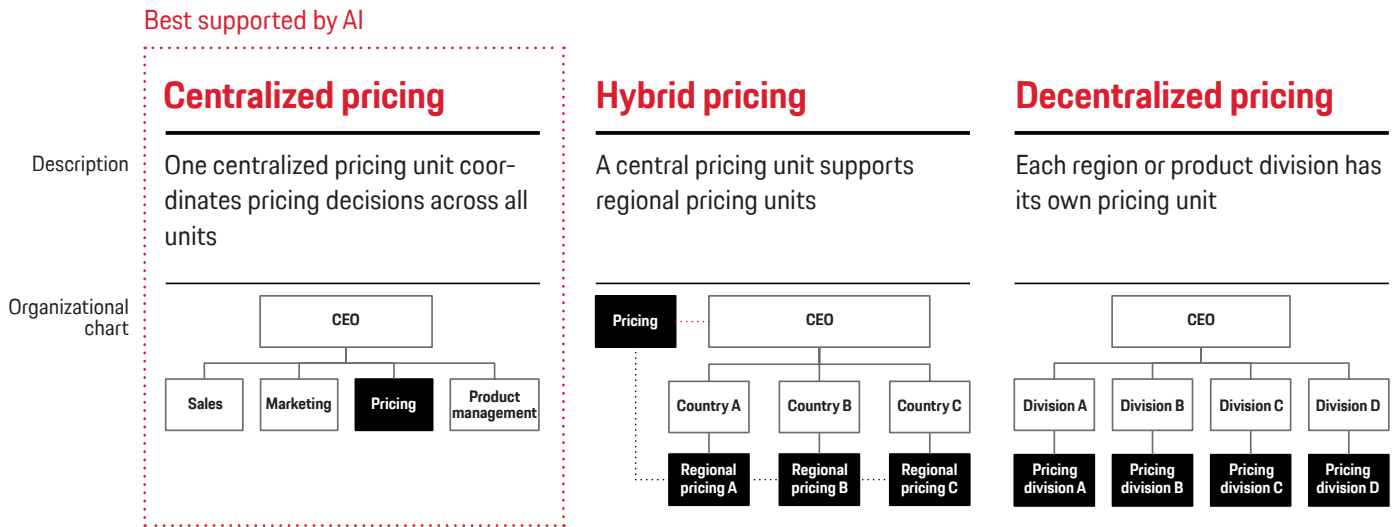 Best supported by AI
Centralized pricing
Hybrid pricing
Decentralized pricing
Description
One centralized pricing unit coor-
dinates pricing decisions across all
units
A central pricing unit supports
regional pricing units
Each region or product division has
its own pricing unit
Organizational
chart
CEO
Sales
Marketing
Pricing
Product
management
Pricing
CEO
Country A
Country B
Country C
Regional
pricing A
Regional
pricing B
Regional
pricing C
CEO
Division A
Division B
Division C
Division D
Pricing
division A
Pricing
division B
Pricing
division C
Pricing
division D